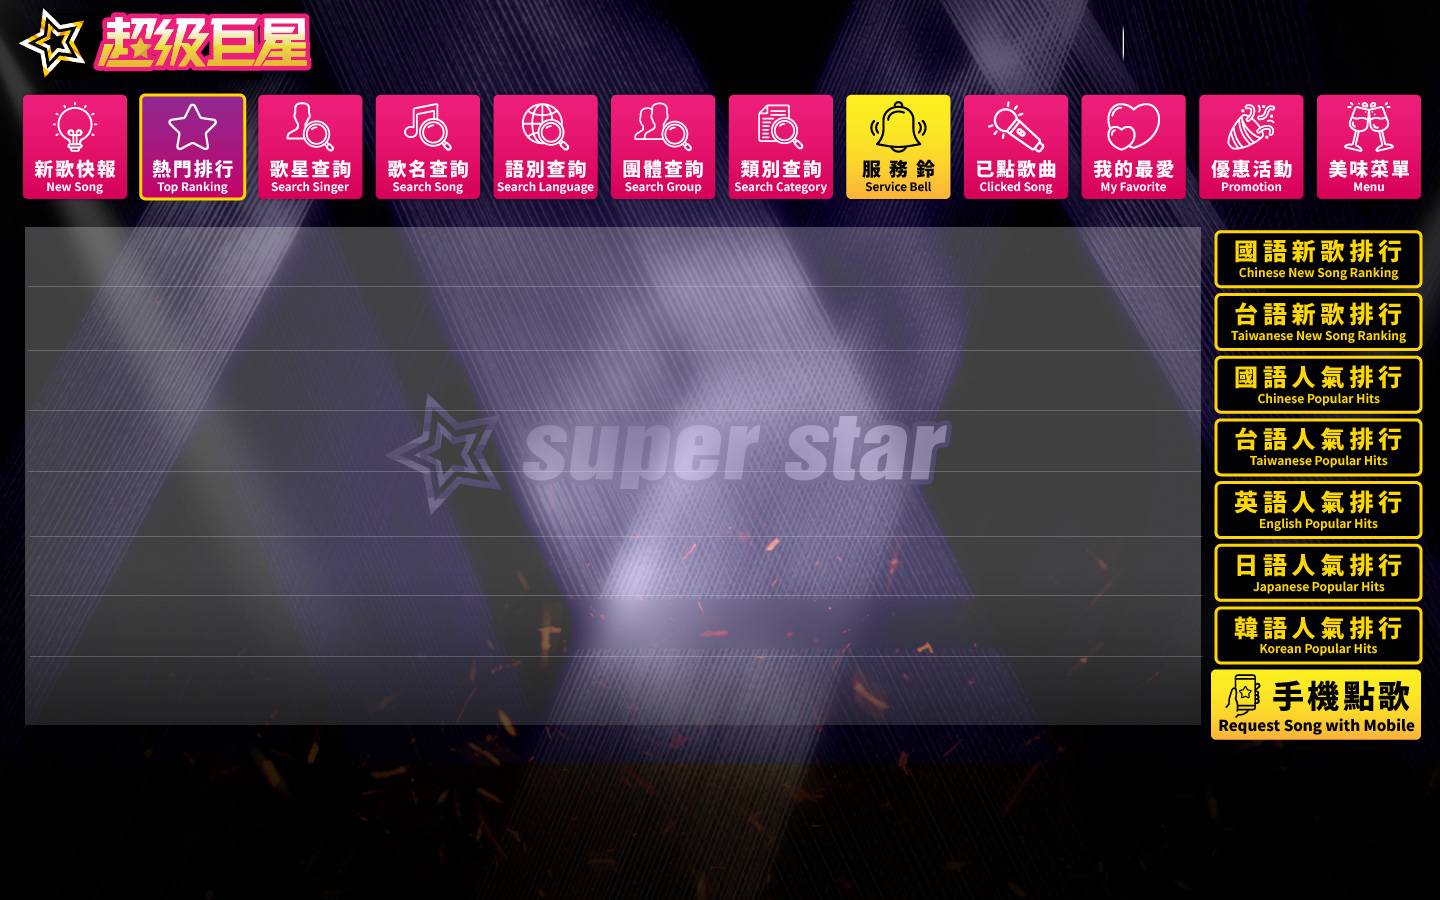 超级巨星
新歌快報
New Song
熱門排行
Top Ranking
歌星查詢
Search Singer
歌名查詢
Search Song
語別查詢
Search Language
團體查詢
Search Group
類別查詢
Search Category
服務鈴
Service Bell
已點歌曲
Clicked Song
我的最愛
My Favorite
優惠活動
Promotion
美味菜單
Menu
國語新歌排行
Chinese New Song Ranking
台語新歌排行
Taiwanese New Song Ranking
國語人氣排行
Chinese Popular Hits
台語人氣排行
Taiwanese Popular Hits
英語人氣排行
English Popular Hits
日語人氣排行
Japanese Popular Hits
韓語人氣排行
Korean Popular Hits
手機點歌
Request Song with Mobile
super star